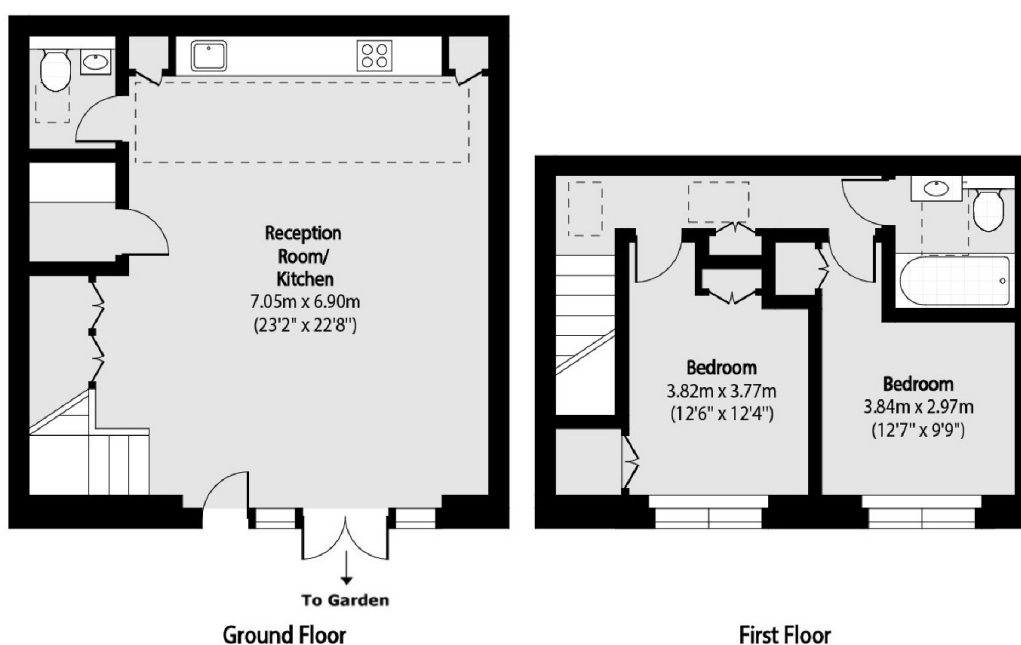 Reception
Room/
Kitchen
7.05m x 6.90m
(23'2" x 22'8")
To Garden
Ground Floor
Bedroom
3.82m x 3.77m
(12'6" x 12'4")
Bedroom
3.84m x 2.97m
(12'7" x 9'9")
First Floor